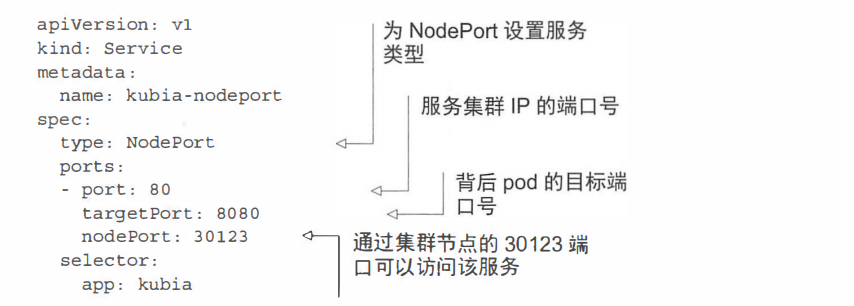 apiVersion: v1
kind: Service
metadata:
  name: kubia-nodeport
spec:
  type: NodePort
  ports:
  - port: 80
    targetPort: 8080
    nodePort: 30123
  selector:
    app: kubia
为 NodePort 设置服务
类型
服务集群 IP 的端口号
背后 pod 的目标端
口号
通过集群节点的 30123 端
口可以访问该服务